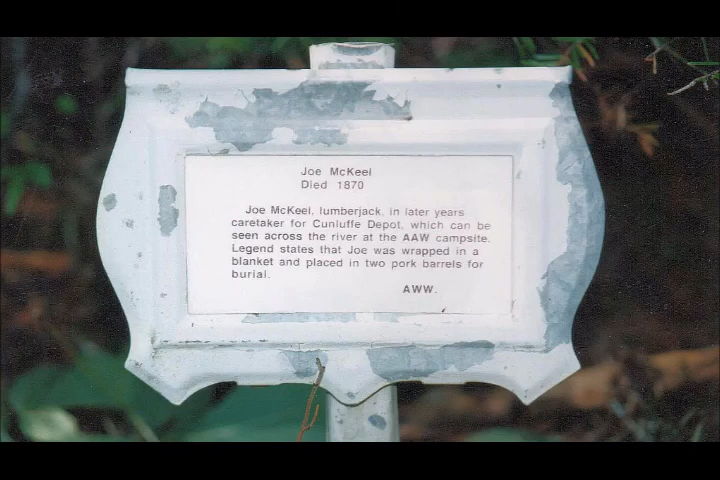 Joe McKeel
Died 1870
Joe McKeel, lumberjack, in later years
caretaker for Cunluffe Depot, which can be
seen across the river at the AAW campsite.
Legend states that Joe was wrapped in a
blanket and placed in two pork barrels for
burial.
AWW.